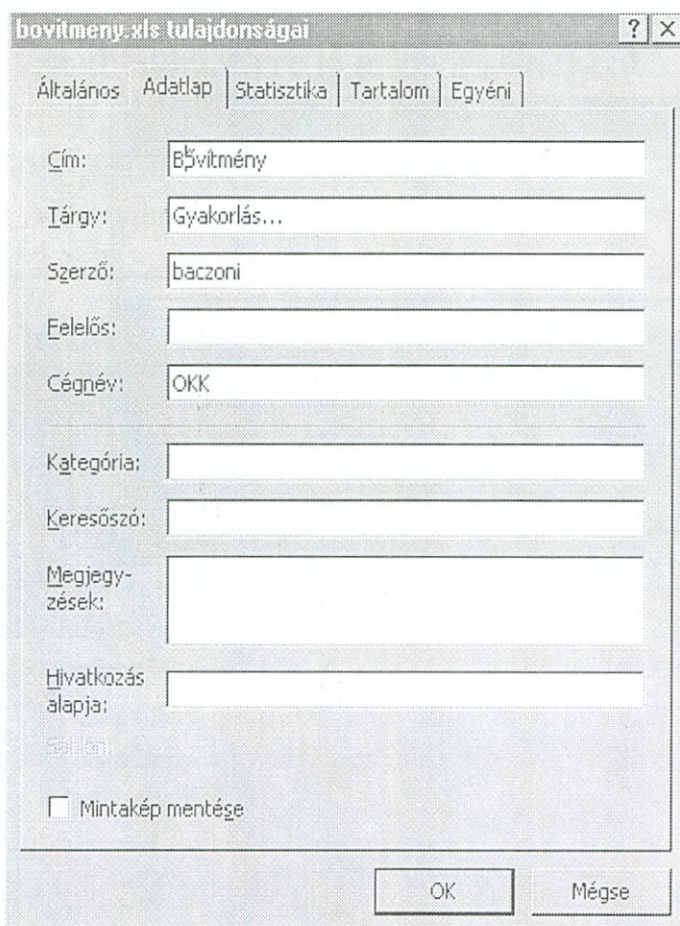 bovitmeny.xls tulajdonságai
Általános Adatlap Statisztika Tartalom Egyéni
Cím: Bővítmény
Tárgy: Gyakorlás...
Szerző: baczoni
Felelős:
Cégnév: OKK
Kategória:
Keresőszó:
Megjegy-
zések:
Hivatkozás
alapja:
Sablon:
Mintakép mentése
OK Mégse